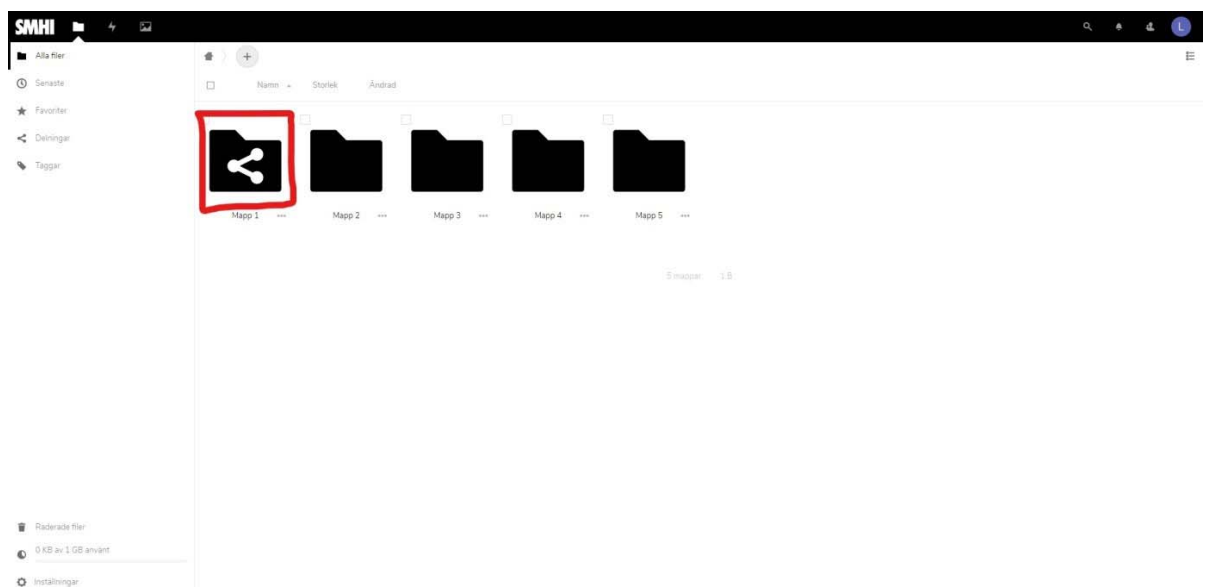 SMHI
L
Alla filer
Senaste
Favoriter
Delningar
Taggar
Namn Storlek Ändrad
Mapp 1 Mapp 2 Mapp 3 Mapp 4 Mapp 5
5 mappar 1 B
Raderade filer
0 KB av 1 GB använt
Inställningar